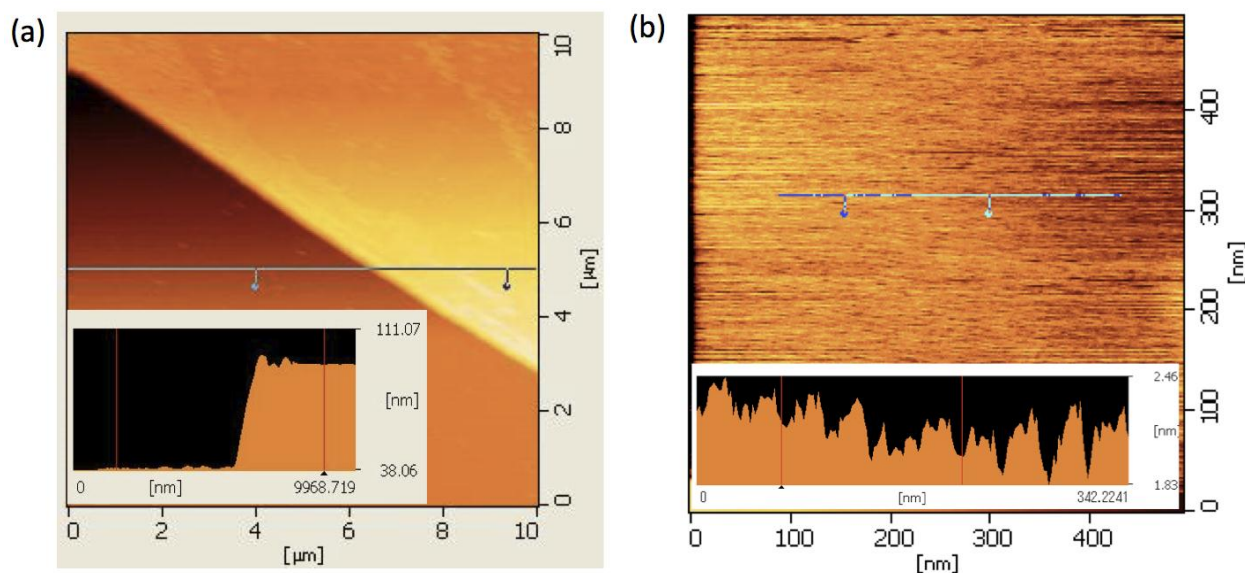 (a)
10
8
6
4
2
0
[µm]
111.07
[nm]
38.06
0 [nm] 9968.719
0 2 4 6 8 10
[µm]
(b)
400
300
200
100
0
[nm]
2.46
[nm
1.83
0 [nm] 342.2241
0 100 200 300 400
[nm]